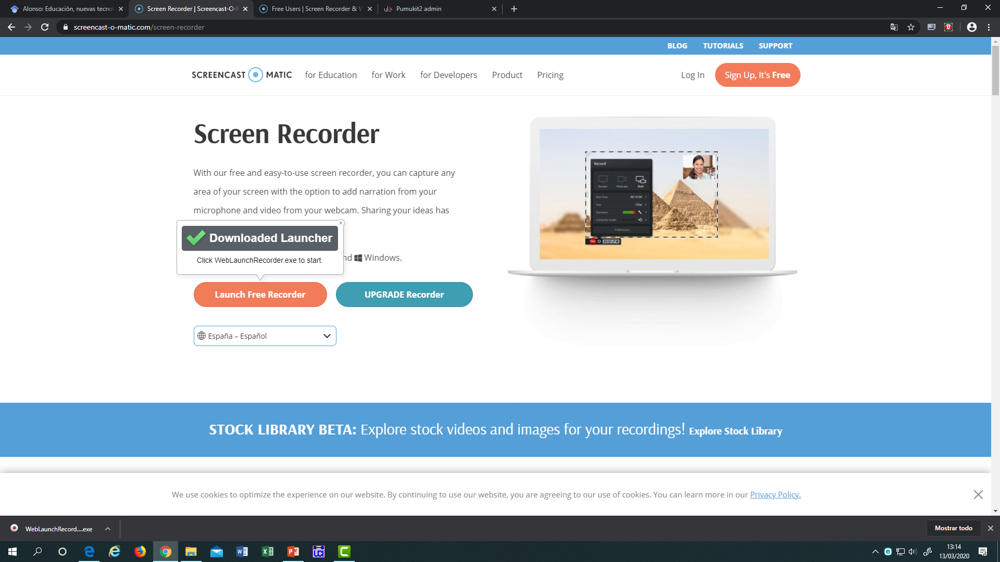 Alonso: Educación, nuevas tecnol
Screen Recorder | Screencast-O-M
Free Users | Screen Recorder & V
Pumukit2 admin
screencast-o-matic.com/screen-recorder
BLOG TUTORIALS SUPPORT
SCREENCAST MATIC for Education for Work for Developers Product Pricing Log In Sign Up, It's Free
Screen Recorder
With our free and easy-to-use screen recorder, you can capture any
area of your screen with the option to add narration from your
microphone and video from your webcam. Sharing your ideas has
Downloaded Launcher
Click WebLaunchRecorder.exe to start.
nd Windows.
Launch Free Recorder UPGRADE Recorder
España – Español
Record
Screen Webcam Both
Max Time 00:15:00
Size 720p
Narration
Computer Audio
Preferences...
Rec 00:00
STOCK LIBRARY BETA: Explore stock videos and images for your recordings! Explore Stock Library
We use cookies to optimize the experience on our website. By continuing to use our website, you are agreeing to our use of cookies. You can learn more in our Privacy Policy.
WebLaunchRecord....exe
Mostrar todo
UCI
13:14
13/03/2020